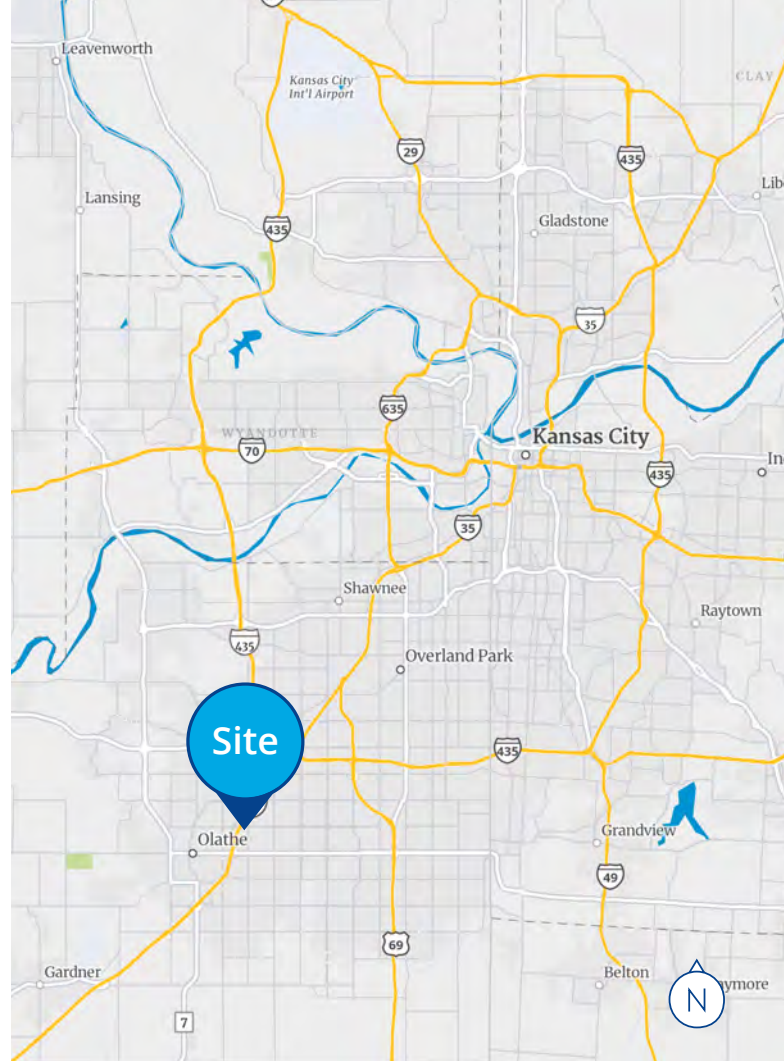 Leavenworth
Kansas City
Int'l Airport
CLAY
29
435
Lib
Lansing
435
Gladstone
35
635
WYANDOTTE
70
Kansas City
In
435
35
Shawnee
Raytown
435
Overland Park
Site
435
Olathe
Grandview
49
69
Gardner
Belton
ymore
N
7